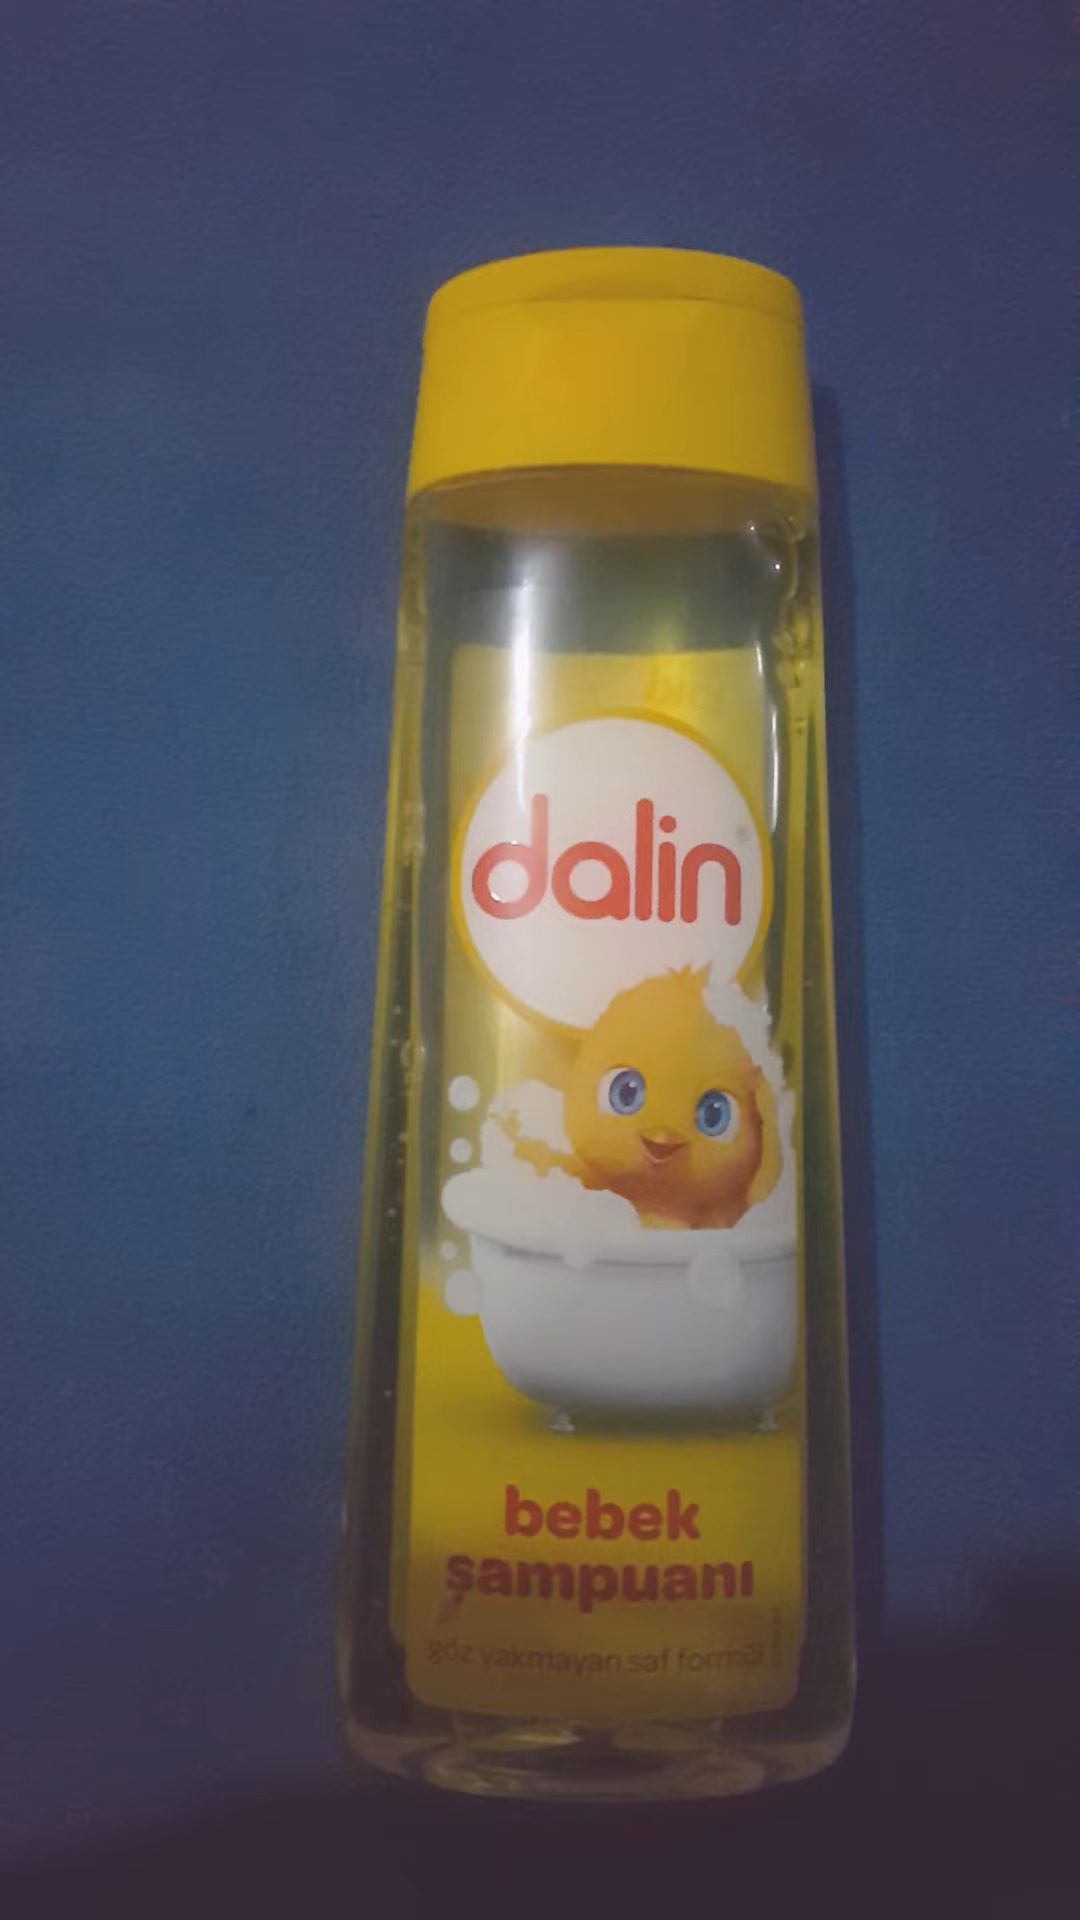 dalin
bebek
şampuanı
göz yakmayan saf formül